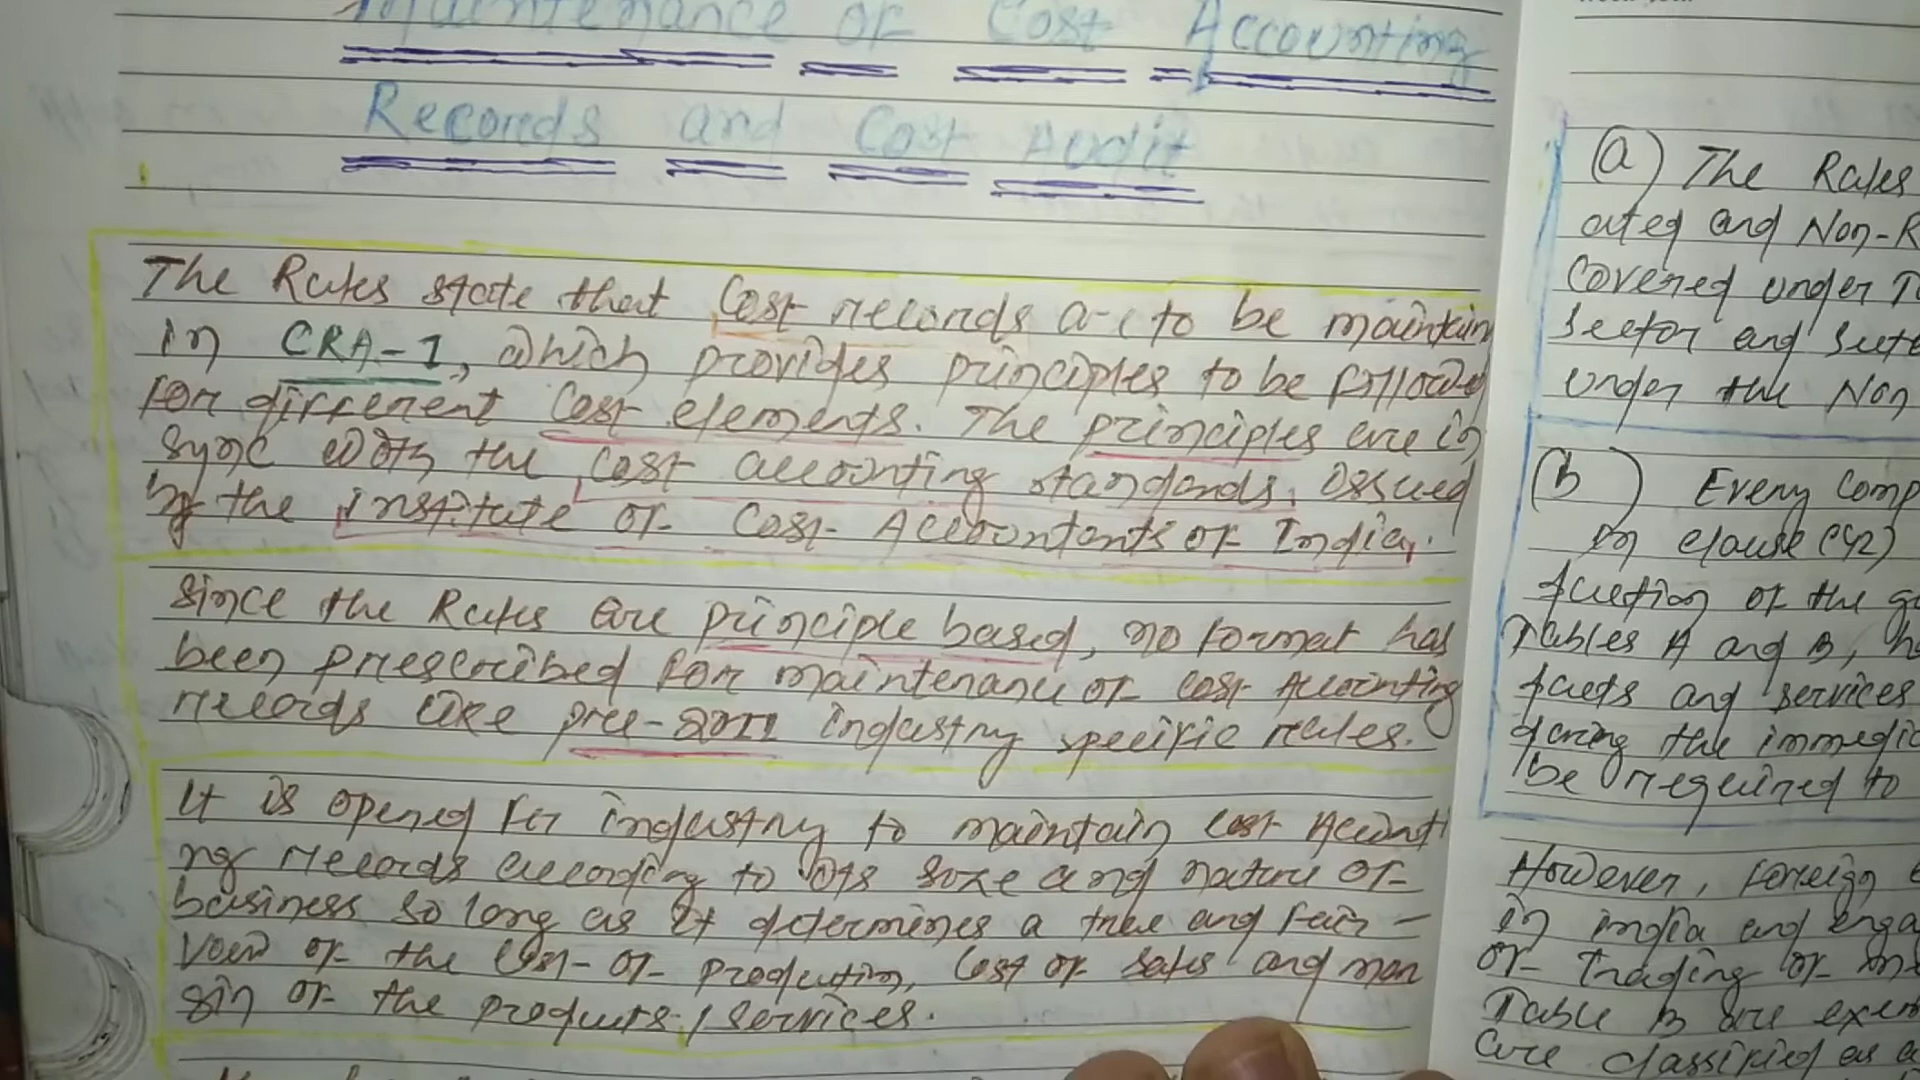 Maintenance of Cost Accounting
Records and Cost Audit
The Rules state that Cost records are to be maintain
in CRA-1, which provides principles to be followed
for different Cost elements. The principles are in
sync with the cost accounting standards, issued
by the institute of Cost Accountants of India.
Since the Rules are principle based, no format has
been prescribed for maintenance of cost Accounting
records like pre-2011 industry specific rules.
It is opened for industry to maintain cost Account
ng records according to its size and nature of
business so long as it determines a true and fair
view of the Cost of production, Cost of sales and mar
gin of the products / services.
(a) The Rules
ated and Non-R
Covered under T
Sector and
under the Non
(b) Every Comp
in clause (42)
duction of the go
Tables A and B, h
ducts and services
during the immedia
be required to
However, foreign
in india and enga
or trading or
Table B are exem
are classified as